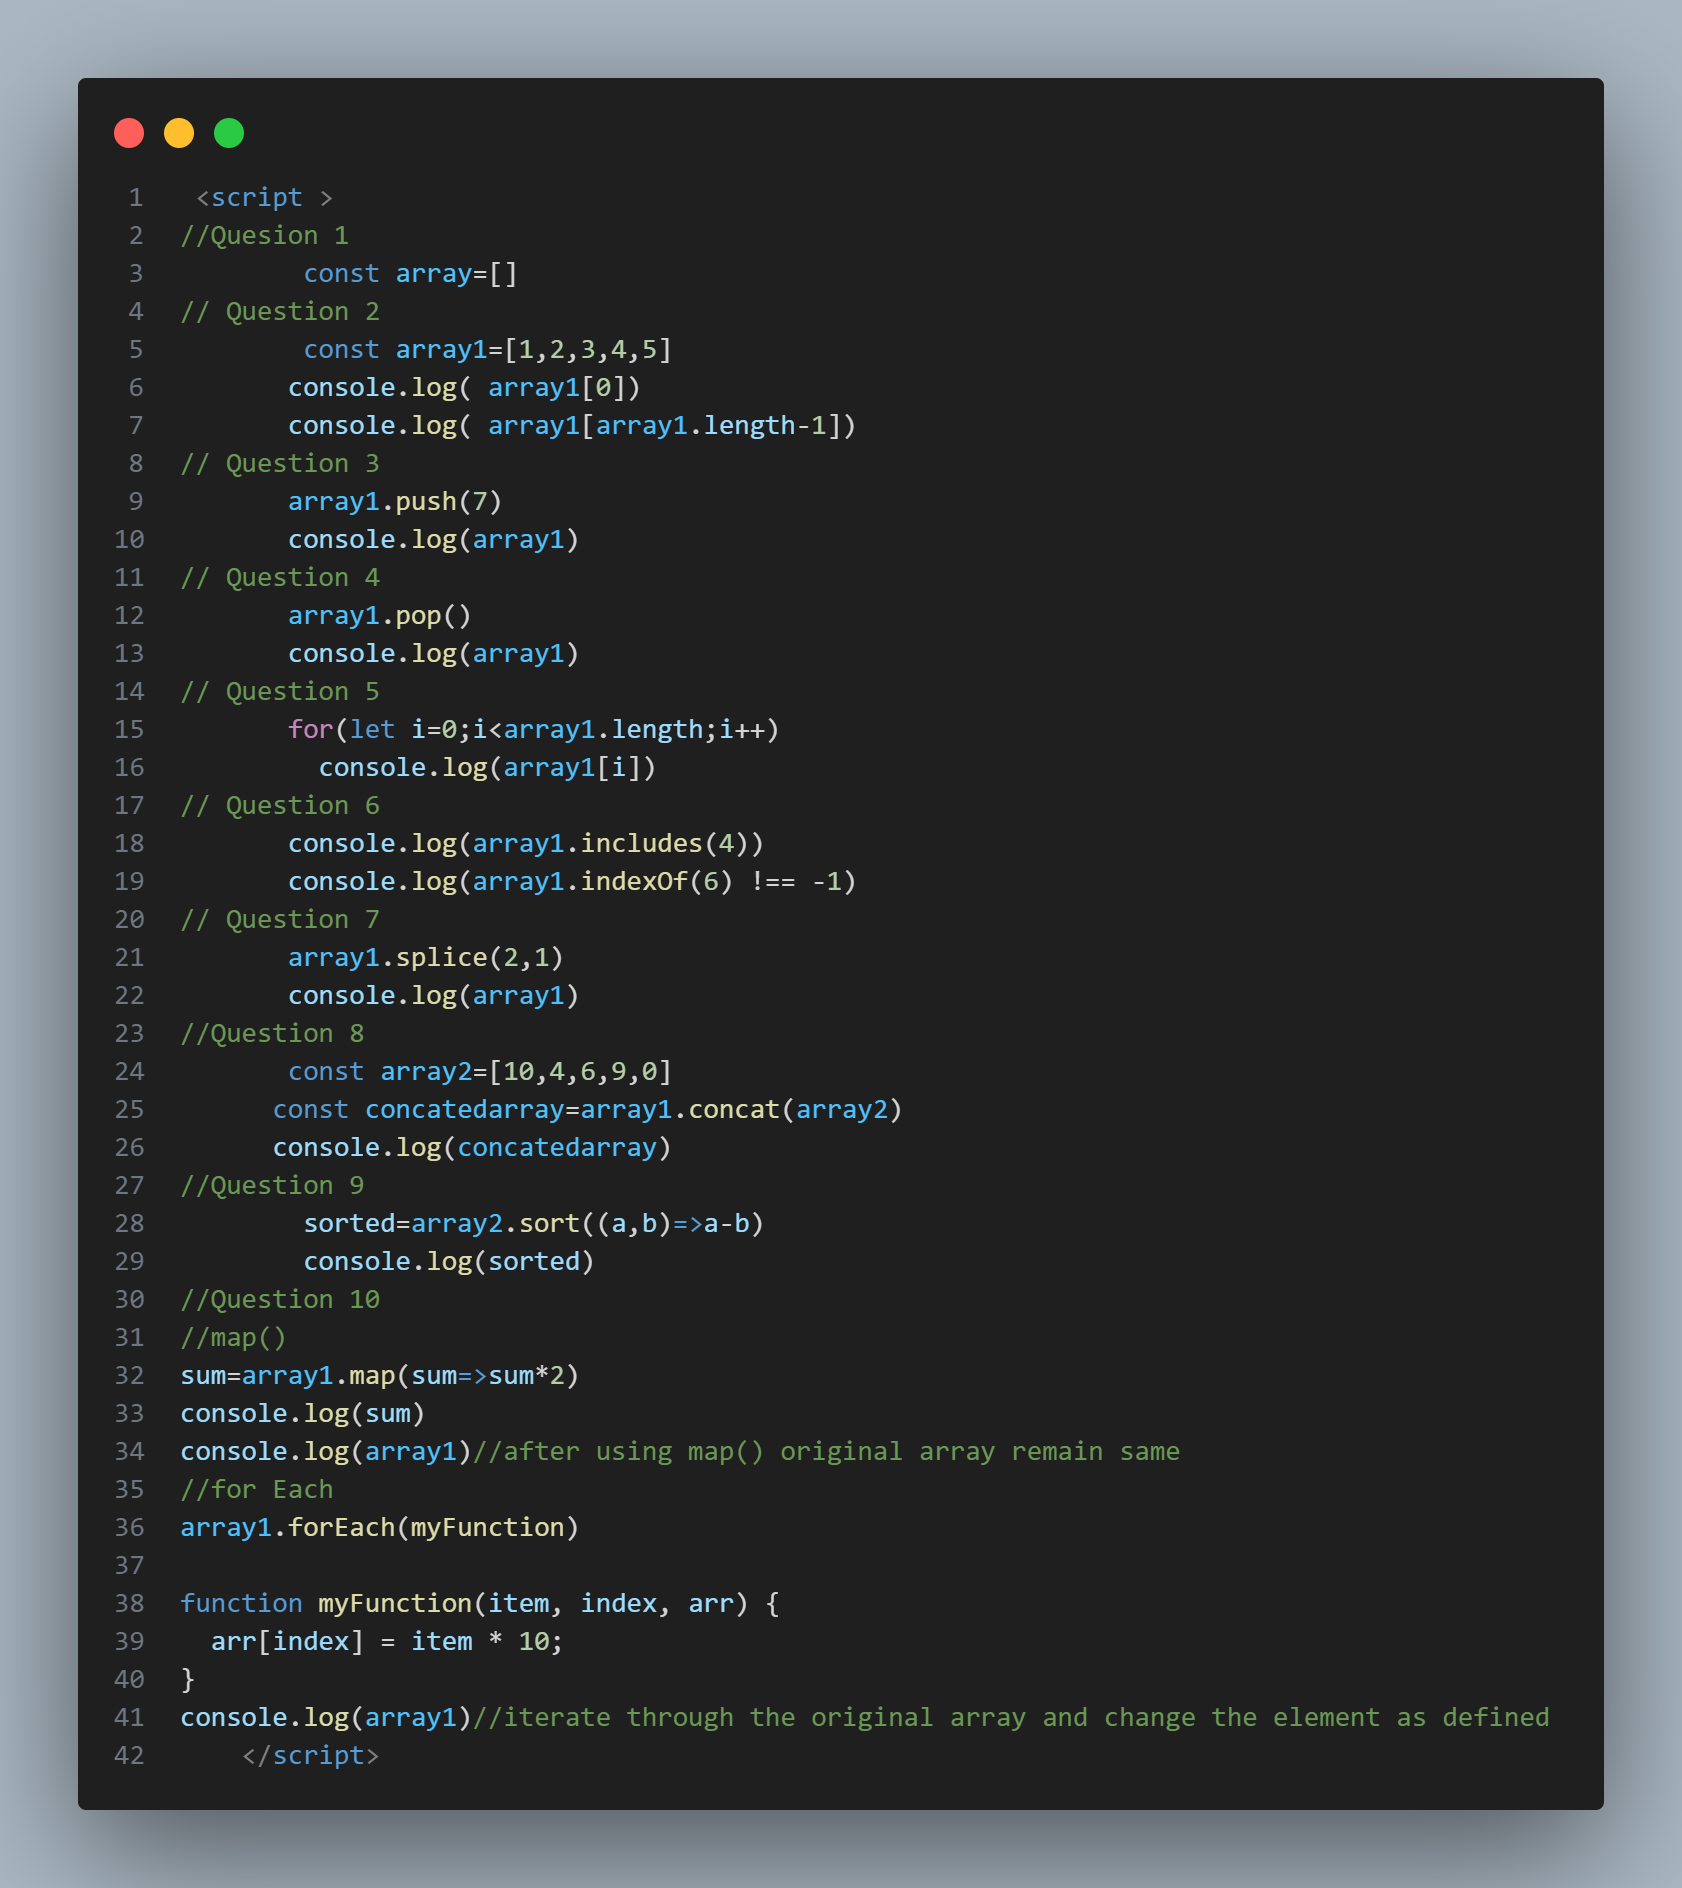 1 <script >
2 //Quesion 1
3 const array=[]
4 // Question 2
5 const array1=[1,2,3,4,5]
6 console.log( array1[0])
7 console.log( array1[array1.length-1])
8 // Question 3
9 array1.push(7)
10 console.log(array1)
11 // Question 4
12 array1.pop()
13 console.log(array1)
14 // Question 5
15 for(let i=0;i<array1.length;i++)
16 console.log(array1[i])
17 // Question 6
18 console.log(array1.includes(4))
19 console.log(array1.indexOf(6) !== -1)
20 // Question 7
21 array1.splice(2,1)
22 console.log(array1)
23 //Question 8
24 const array2=[10,4,6,9,0]
25 const concatedarray=array1.concat(array2)
26 console.log(concatedarray)
27 //Question 9
28 sorted=array2.sort((a,b)=>a-b)
29 console.log(sorted)
30 //Question 10
31 //map()
32 sum=array1.map(sum=>sum*2)
33 console.log(sum)
34 console.log(array1)//after using map() original array remain same
35 //for Each
36 array1.forEach(myFunction)
37
38 function myFunction(item, index, arr) {
39 arr[index] = item * 10;
40 }
41 console.log(array1)//iterate through the original array and change the element as defined
42 </script>